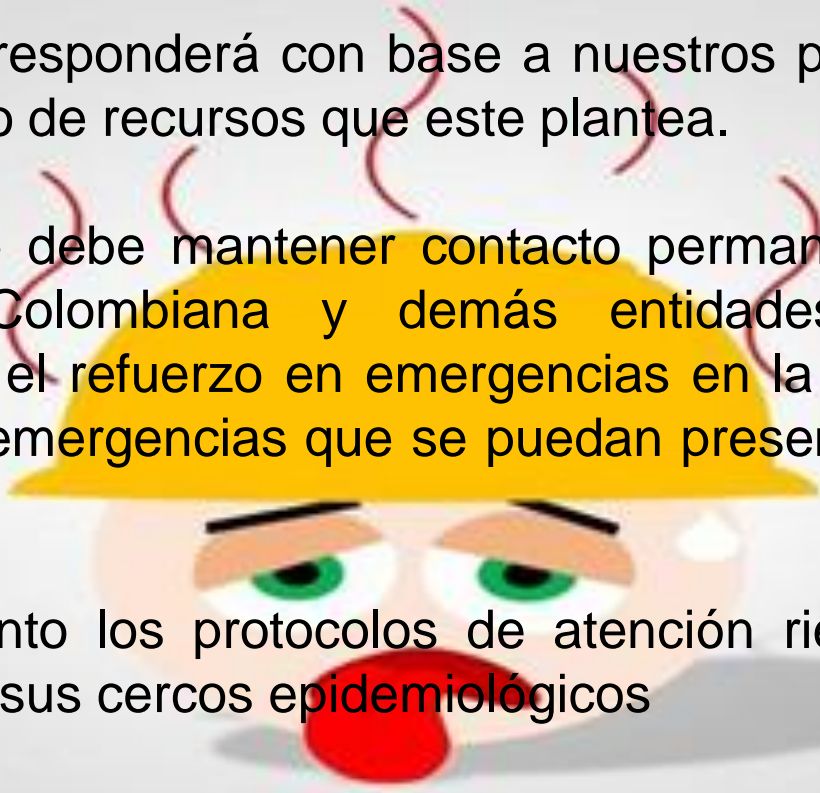 responderá con base a nuestros p
o de recursos que este plantea.
debe mantener contacto perman
Colombiana y demás entidades
el refuerzo en emergencias en la
emergencias que se puedan presen
nto los protocolos de atención rie
sus cercos epidemiológicos